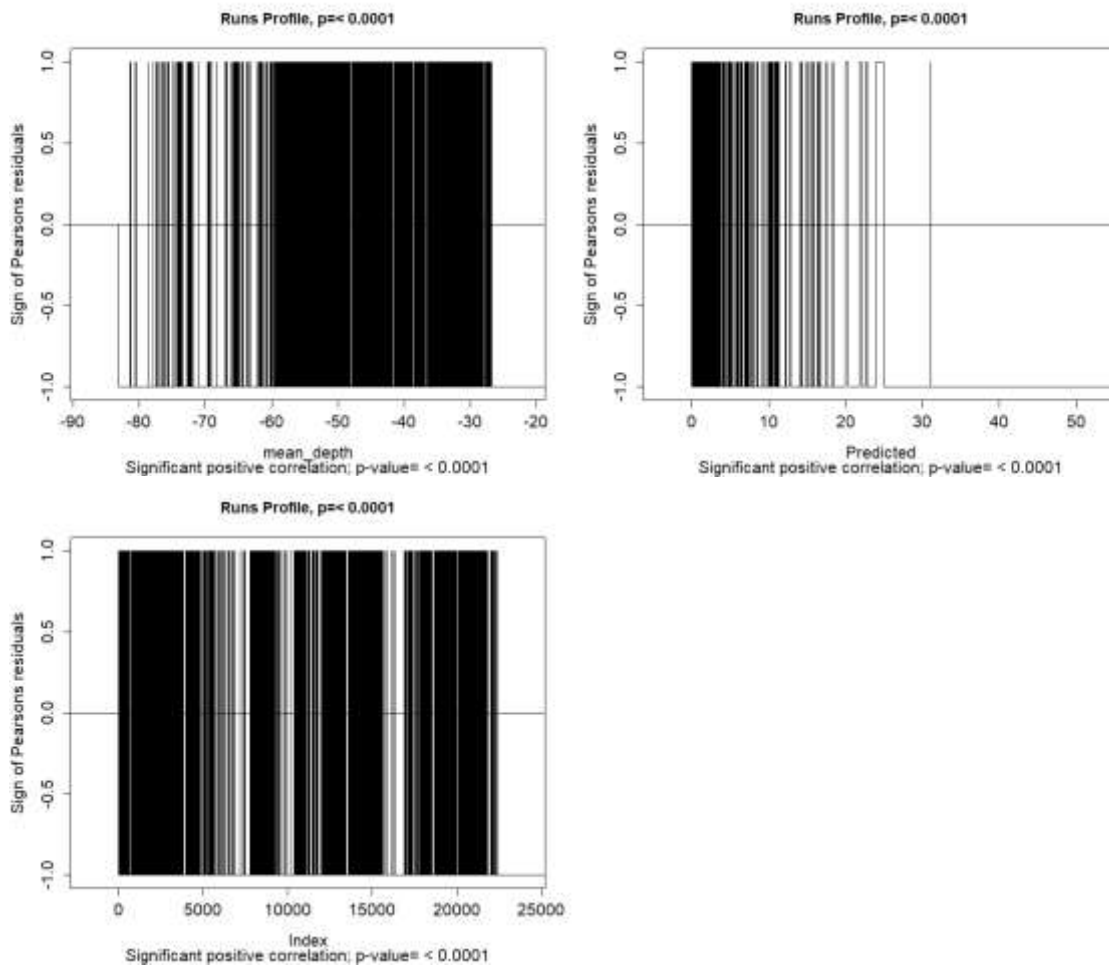 Runs Profile, p=< 0.0001
Sign of Pearsons residuals
1.0
0.5
0.0
-0.5
-1.0
-90 -80 -70 -60 -50 -40 -30 -20
mean_depth
Significant positive correlation; p-value= < 0.0001
Runs Profile, p=< 0.0001
Sign of Pearsons residuals
1.0
0.5
0.0
-0.5
-1.0
0 10 20 30 40 50
Predicted
Significant positive correlation; p-value= < 0.0001
Runs Profile, p=< 0.0001
Sign of Pearsons residuals
1.0
0.5
0.0
-0.5
-1.0
0 5000 10000 15000 20000 25000
Index
Significant positive correlation; p-value= < 0.0001